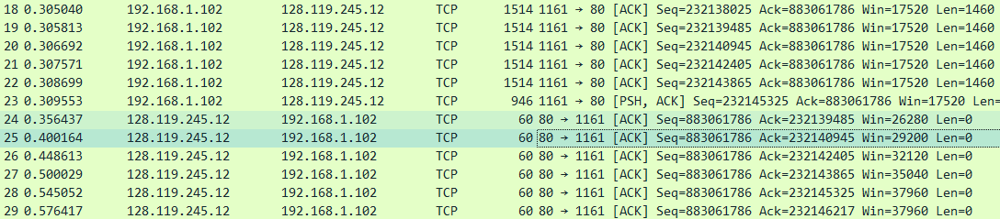 18 0.305040 192.168.1.102 128.119.245.12 TCP 1514 1161 → 80 [ACK] Seq=232138025 Ack=883061786 Win=17520 Len=1460
19 0.305813 192.168.1.102 128.119.245.12 TCP 1514 1161 → 80 [ACK] Seq=232139485 Ack=883061786 Win=17520 Len=1460
20 0.306692 192.168.1.102 128.119.245.12 TCP 1514 1161 → 80 [ACK] Seq=232140945 Ack=883061786 Win=17520 Len=1460
21 0.307571 192.168.1.102 128.119.245.12 TCP 1514 1161 → 80 [ACK] Seq=232142405 Ack=883061786 Win=17520 Len=1460
22 0.308699 192.168.1.102 128.119.245.12 TCP 1514 1161 → 80 [ACK] Seq=232143865 Ack=883061786 Win=17520 Len=1460
23 0.309553 192.168.1.102 128.119.245.12 TCP 946 1161 → 80 [PSH, ACK] Seq=232145325 Ack=883061786 Win=17520 Len=
24 0.356437 128.119.245.12 192.168.1.102 TCP 60 80 → 1161 [ACK] Seq=883061786 Ack=232139485 Win=26280 Len=0
25 0.400164 128.119.245.12 192.168.1.102 TCP 60 80 → 1161 [ACK] Seq=883061786 Ack=232140945 Win=29200 Len=0
26 0.448613 128.119.245.12 192.168.1.102 TCP 60 80 → 1161 [ACK] Seq=883061786 Ack=232142405 Win=32120 Len=0
27 0.500029 128.119.245.12 192.168.1.102 TCP 60 80 → 1161 [ACK] Seq=883061786 Ack=232143865 Win=35040 Len=0
28 0.545052 128.119.245.12 192.168.1.102 TCP 60 80 → 1161 [ACK] Seq=883061786 Ack=232145325 Win=37960 Len=0
29 0.576417 128.119.245.12 192.168.1.102 TCP 60 80 → 1161 [ACK] Seq=883061786 Ack=232146217 Win=37960 Len=0